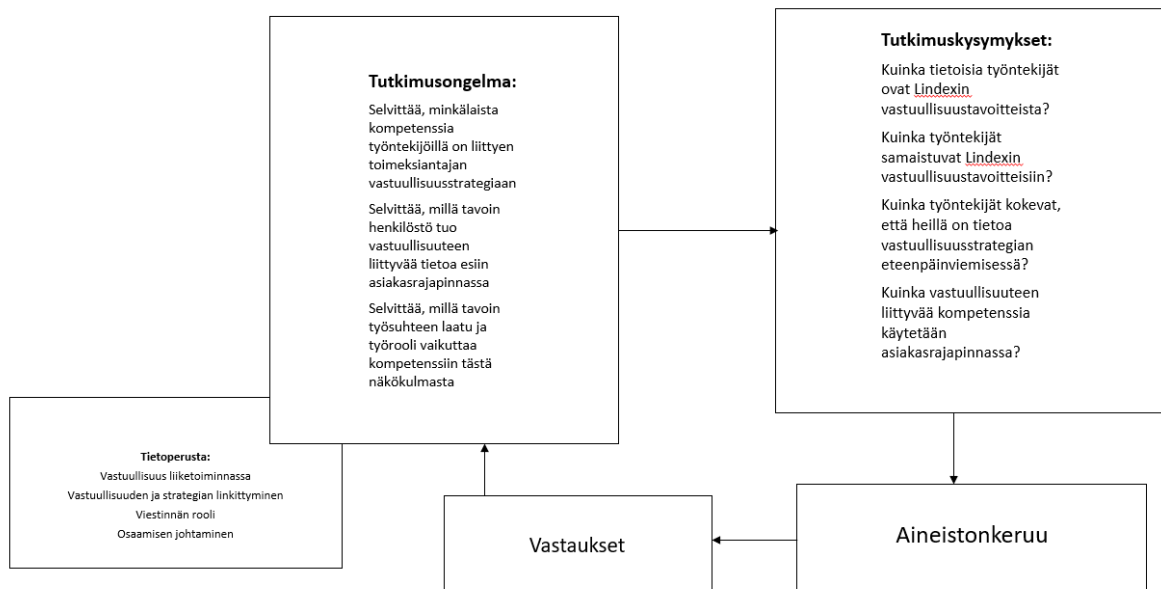 Tutkimusongelma:
Selvittää, minkälaista
kompetenssia
työntekijöillä on liittyen
toimeksiantajan
vastuullisuusstrategiaan
Selvittää, millä tavoin
henkilöstö tuo
vastuullisuuteen
liittyvää tietoa esiin
asiakasrajapinnassa
Selvittää, millä tavoin
työsuhteen laatu ja
työrooli vaikuttaa
kompetenssiin tästä
näkökulmasta
Tutkimuskysymykset:
Kuinka tietoisia työntekijät
ovat Lindexin
vastuullisuustavoitteista?
Kuinka työntekijät
samaistuvat Lindexin
vastuullisuustavoitteisiin?
Kuinka työntekijät kokevat,
että heillä on tietoa
vastuullisuusstrategian
eteenpäinviemisessä?
Kuinka vastuullisuuteen
liittyvää kompetenssia
käytetään
asiakasrajapinnassa?
Tietoperusta:
Vastuullisuus liiketoiminnassa
Vastuullisuuden ja strategian linkittyminen
Viestinnän rooli
Osaamisen johtaminen
Vastaukset
Aineistonkeruu